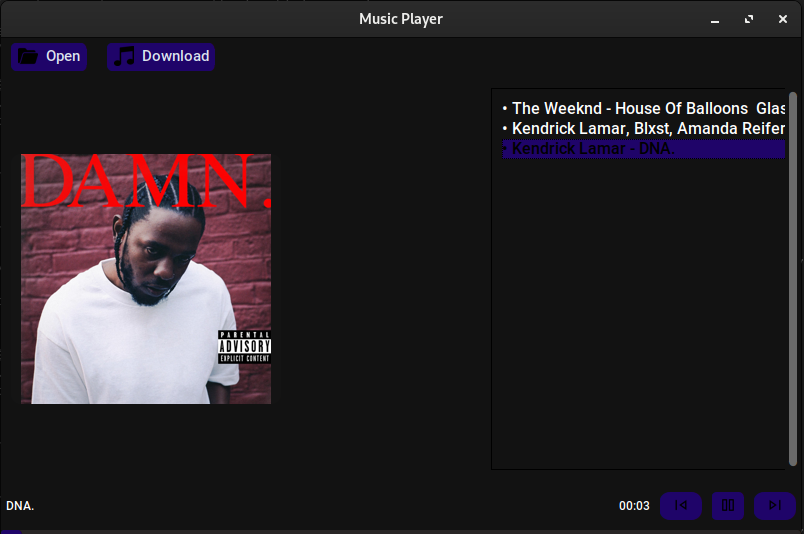 Music Player
Open
Download
• The Weeknd - House Of Balloons  Glas
• Kendrick Lamar, Blxst, Amanda Reifer
• Kendrick Lamar - DNA.
DAMN.
PARENTAL
ADVISORY
EXPLICIT CONTENT
DNA.
00:03